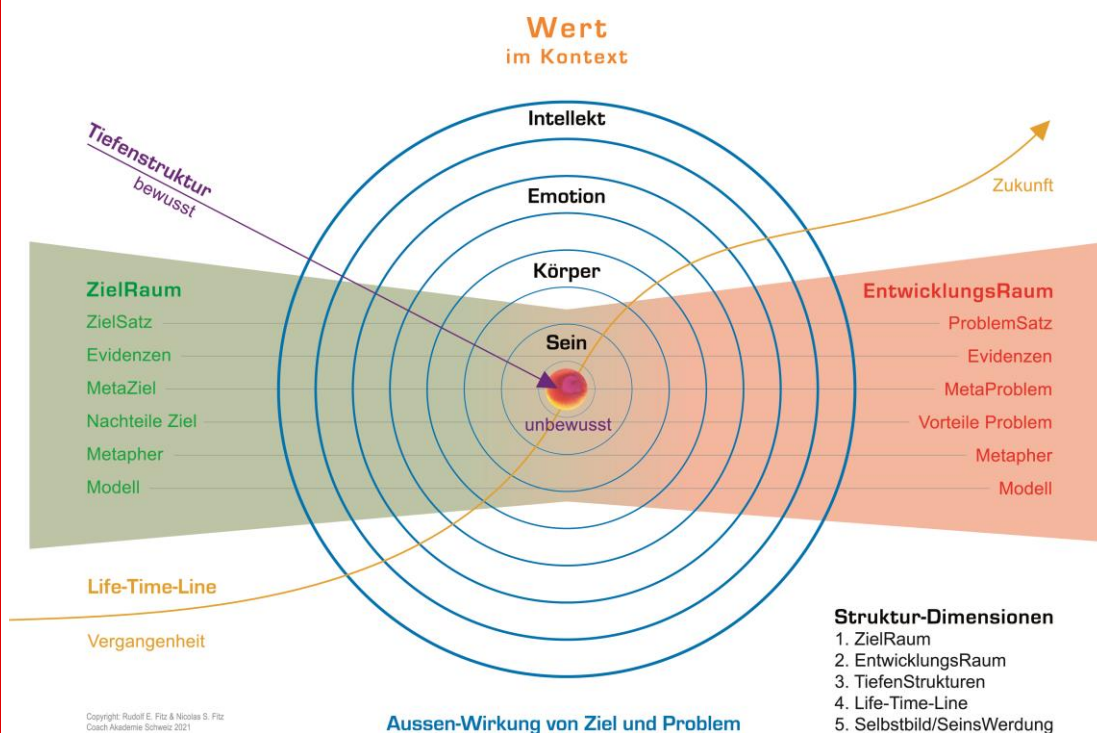 Wert
im Kontext
Intellekt
Tiefenstruktur
bewusst
Emotion
Zukunft
Körper
ZielRaum
EntwicklungsRaum
ZielSatz
ProblemSatz
Sein
Evidenzen
Evidenzen
MetaZiel
MetaProblem
Nachteile Ziel
unbewusst
Vorteile Problem
Metapher
Metapher
Modell
Modell
Life-Time-Line
Vergangenheit
Struktur-Dimensionen
1. ZielRaum
2. EntwicklungsRaum
3. TiefenStrukturen
4. Life-Time-Line
5. Selbstbild/SeinsWerdung
Copyright: Rudolf E. Fitz & Nicolas S. Fitz
Coach Akademie Schweiz 2021
Aussen-Wirkung von Ziel und Problem